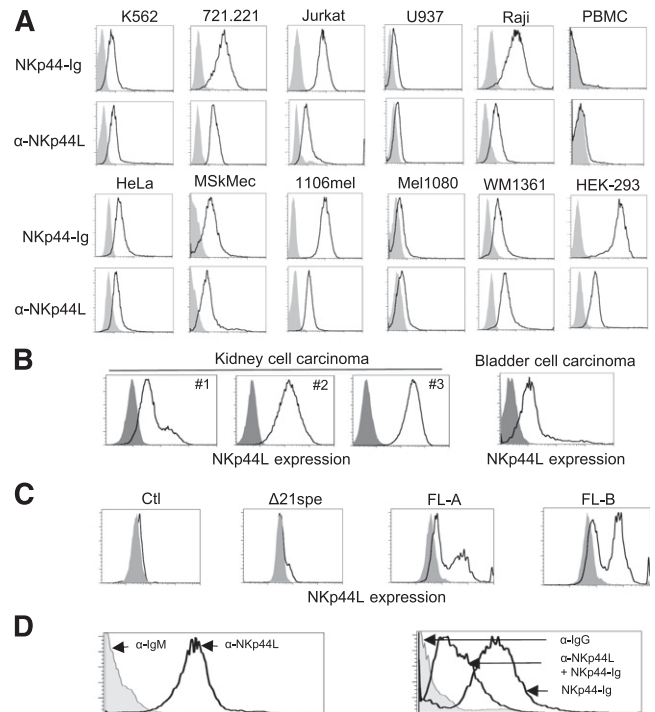 A
K562 721.221 Jurkat U937 Raji PBMC
NKp44-Ig
α-NKp44L
HeLa MSkMec 1106mel Mel1080 WM1361 HEK-293
NKp44-Ig
α-NKp44L
B
Kidney cell carcinoma Bladder cell carcinoma
#1 #2 #3
NKp44L expression NKp44L expression
C
Ctl Δ21spe FL-A FL-B
NKp44L expression
D
α-IgM α-NKp44L
α-IgG
α-NKp44L
+ NKp44-Ig
NKp44-Ig